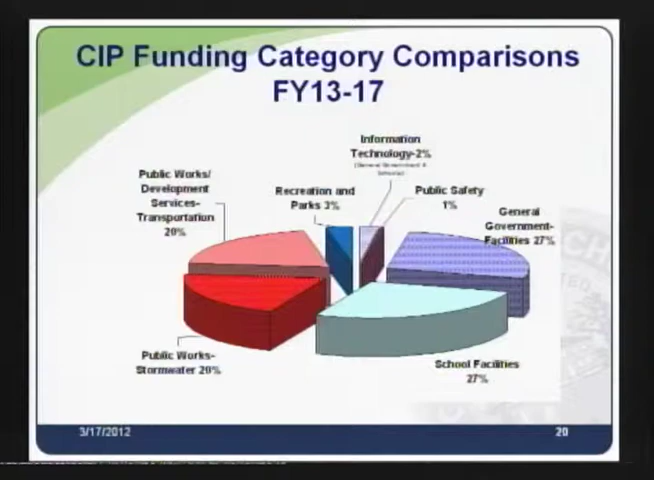 CIP Funding Category Comparisons
FY13-17
Information
Technology-2%
Public Works/
Development
Services-
Transportation
20%
Recreation and
Parks 3%
Public Safety
1%
General
Government-
Facilities 27%
Public Works-
Stormwater 20%
School Facilities
27%
3/17/2012
20